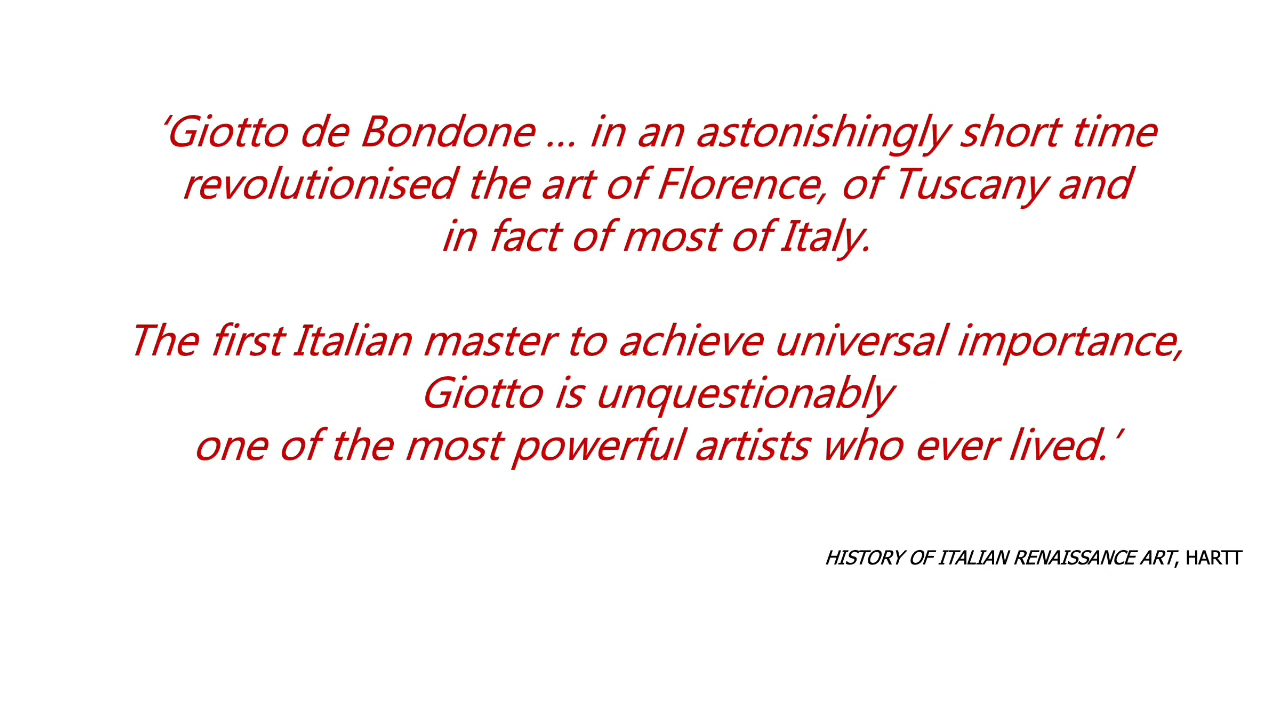 ‘Giotto de Bondone ... in an astonishingly short time
revolutionised the art of Florence, of Tuscany and
in fact of most of Italy.
The first Italian master to achieve universal importance,
Giotto is unquestionably
one of the most powerful artists who ever lived.’
HISTORY OF ITALIAN RENAISSANCE ART, HARTT